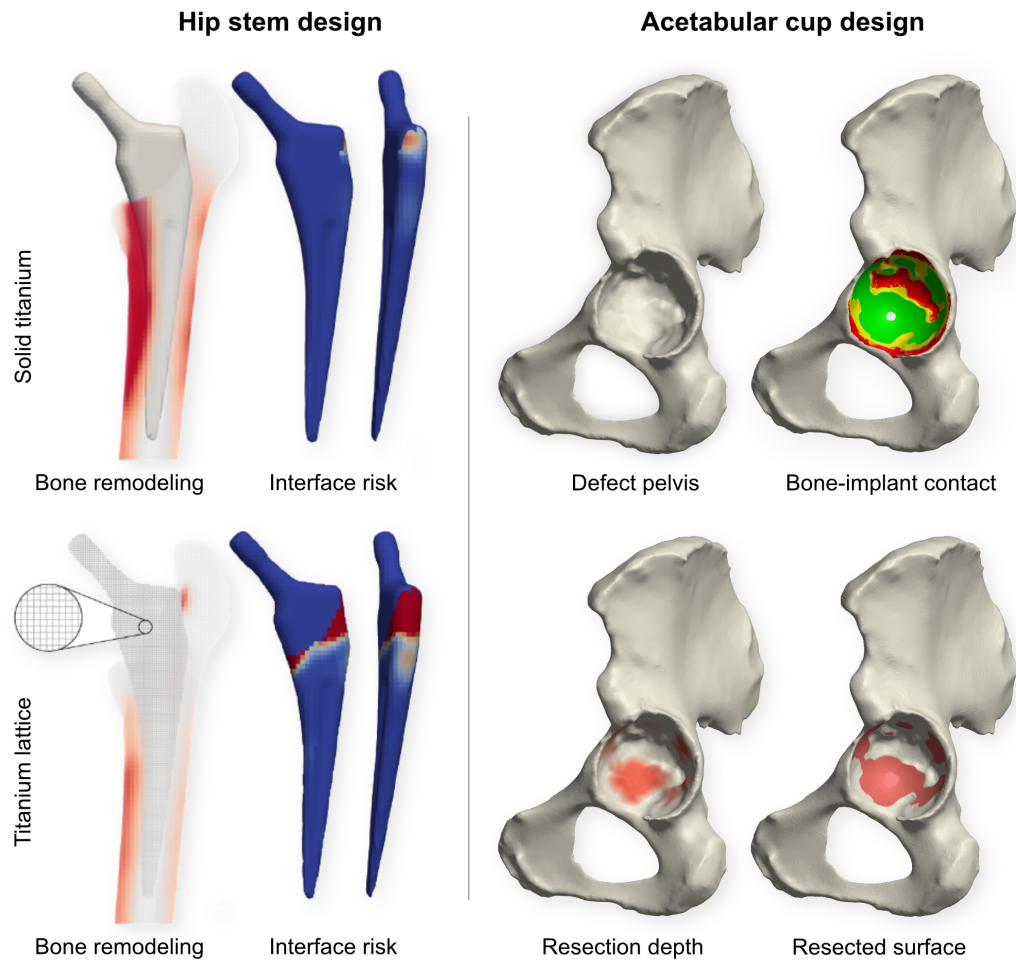 Hip stem design
Acetabular cup design
Solid titanium
Bone remodeling
Interface risk
Defect pelvis
Bone-implant contact
Titanium lattice
Bone remodeling
Interface risk
Resection depth
Resected surface